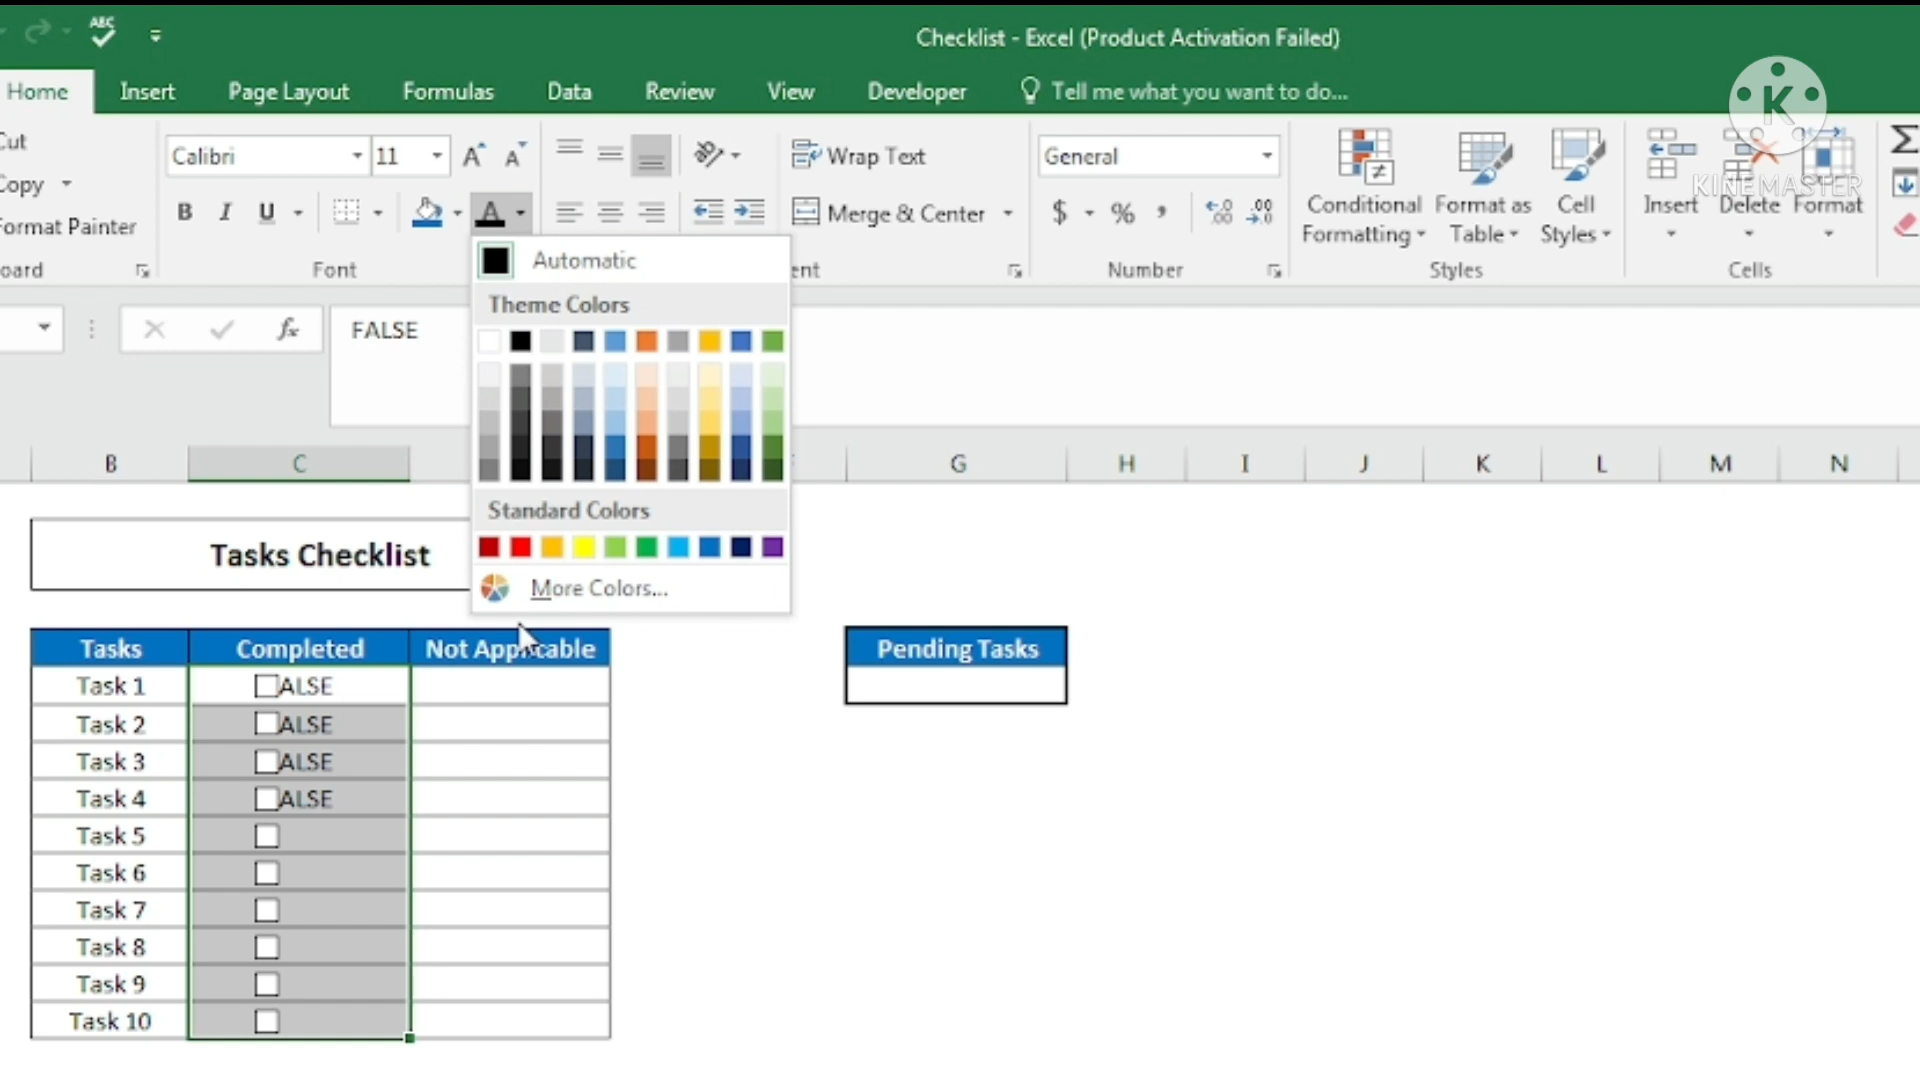 ABC
Checklist - Excel (Product Activation Failed)
Home Insert Page Layout Formulas Data Review View Developer Tell me what you want to do...
K
KINEMASTER
Cut
Copy
Format Painter
Calibri 11 A A
Wrap Text
General
B I U A
Merge & Center
$ % ,
Conditional Formatting
Format as Table
Cell Styles
Insert
Delete
Format
Σ
oard Font ent Number Styles Cells
Automatic
Theme Colors
Standard Colors
More Colors...
fx FALSE
B C G H I J K L M N
Tasks Checklist
Tasks Completed Not Applicable
Task 1 ALSE
Task 2 ALSE
Task 3 ALSE
Task 4 ALSE
Task 5
Task 6
Task 7
Task 8
Task 9
Task 10
Pending Tasks